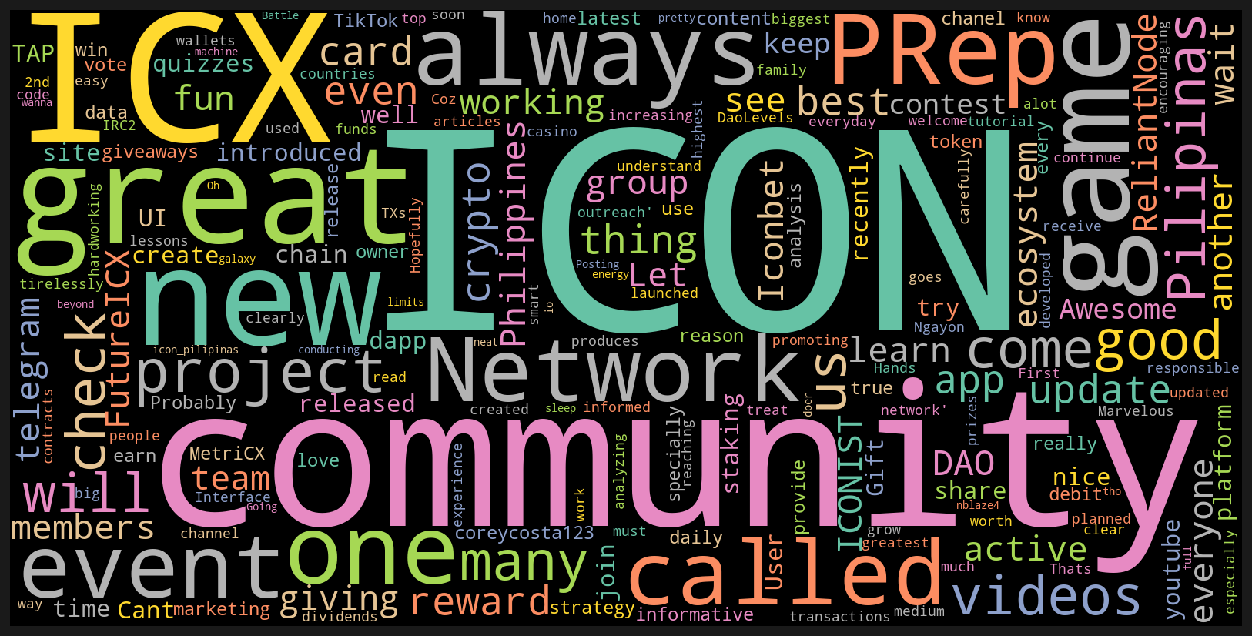 ICX
TAP
win
vote
2nd
easy
code
wanna
data
IRC2
wallets
machine
quizzes
fun
Battle
TikTok
top
soon
countries
card
even
well
used
funds
Coz
articles
always
home
latest
pretty
content
biggest
keep
family
PRep
chanel
know
game
encouraging
ReliantNode
Pilipinas
wait
site
giveaways
introduced
working
increasing
casino
see
DaoLevels
best
everyday
contest
welcome
tutorial
alot
token
every
continue
highest
great
Oh
hardworking
UI
lessons
create
galaxy
tirelessly
release
TXs
chain
owner
Hopefully
crypto
Philippines
ICON
understand
group
outreach'
use
thing
Posting
energy
Let
launched
smart
io
Iconbet
analysis
recently
carefully
goes
try
Ngayon
ecosystem
developed
receive
another
Awesome
good
new
clearly
limits
dapp
beyond
FutureICX
telegram
check
contracts
icon_pilipinas
conducting
project
read
Probably
released
Network
neat
produces
reason
promoting
created
sleep
informed
treat
door
us
learn
true
Hands
network'
come
app
First
update
responsible
updated
Marvelous
prizes
really
people
earn
MetriCX
team
Interface
Going
love
community
experience
work
analyzing
specially
reaching
staking
provide
ICONIST
Gift
DAO
share
nice
debit
tho
nblaze4
worth
planned
clear
will
big
members
channel
event
one
many
coreycosta123
must
daily
join
called
User
grow
greatest
much
active
Thats
youtube
full
everyone
especially
platform
way
time
Cant
marketing
giving
dividends
reward
strategy
informative
transactions
medium
videos